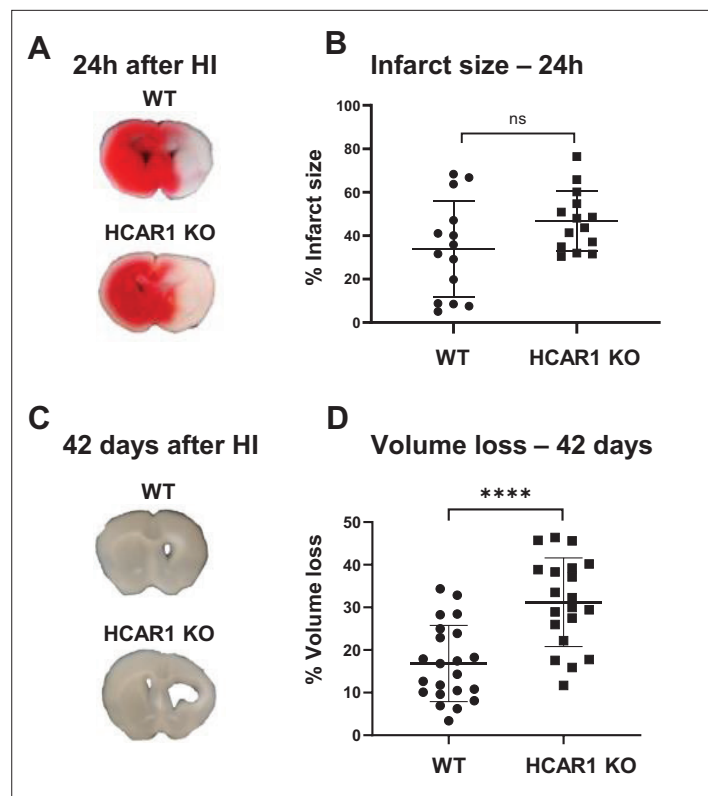 A
24h after HI
WT
HCAR1 KO
B
Infarct size – 24h
100
80
60
40
20
0
% Infarct size
ns
WT
HCAR1 KO
C
42 days after HI
WT
HCAR1 KO
D
Volume loss – 42 days
50
40
30
20
10
0
% Volume loss
****
WT
HCAR1 KO